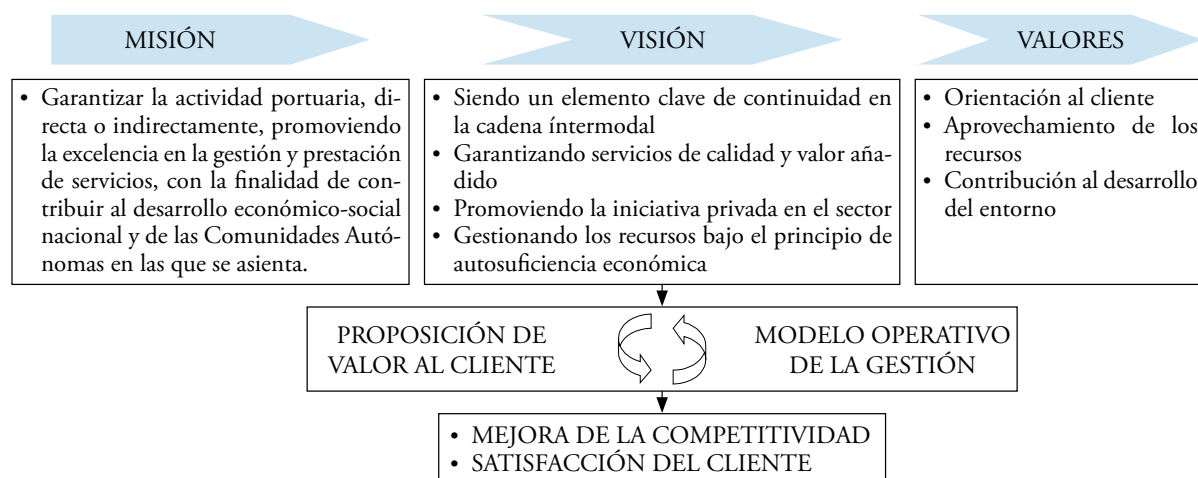 MISIÓN
VISIÓN
VALORES
• Garantizar la actividad portuaria, di-
recta o indirectamente, promoviendo
la excelencia en la gestión y prestación
de servicios, con la finalidad de con-
tribuir al desarrollo económico-social
nacional y de las Comunidades Autó-
nomas en las que se asienta.
• Siendo un elemento clave de continuidad en
la cadena íntermodal
• Garantizando servicios de calidad y valor aña-
dido
• Promoviendo la iniciativa privada en el sector
• Gestionando los recursos bajo el principio de
autosuficiencia económica
• Orientación al cliente
• Aprovechamiento de los
recursos
• Contribución al desarrollo
del entorno
PROPOSICIÓN DE
VALOR AL CLIENTE
MODELO OPERATIVO
DE LA GESTIÓN
• MEJORA DE LA COMPETITIVIDAD
• SATISFACCIÓN DEL CLIENTE